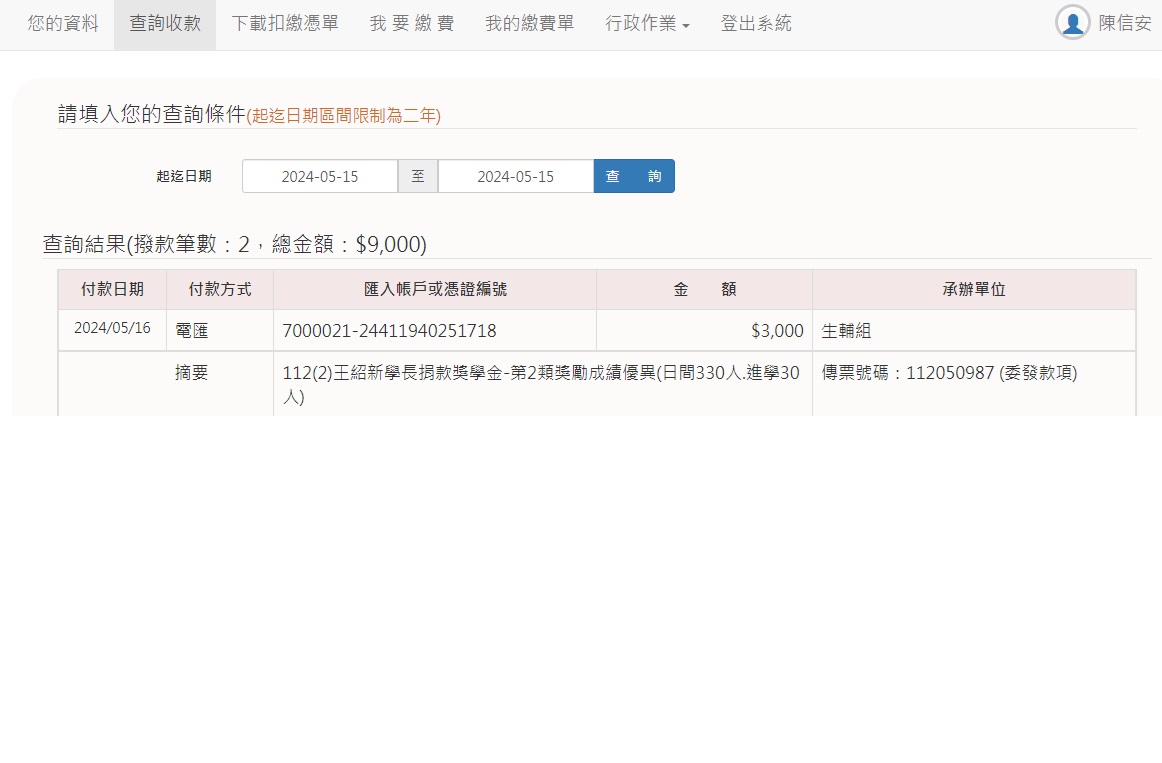 您的資料 查詢收款 下載扣繳憑單 我 要 繳 費 我的繳費單 行政作業 登出系統 陳信安
請填入您的查詢條件(起迄日期區間限制為二年)
起迄日期 2024-05-15 至 2024-05-15 查 詢
查詢結果(撥款筆數：2，總金額：$9,000)
付款日期 付款方式 匯入帳戶或憑證編號 金 額 承辦單位
2024/05/16 電匯 7000021-24411940251718 $3,000 生輔組
摘要 112(2)王紹新學長捐款獎學金-第2類獎勵成績優異(日間330人.進學30 傳票號碼：112050987 (委發款項)
人)